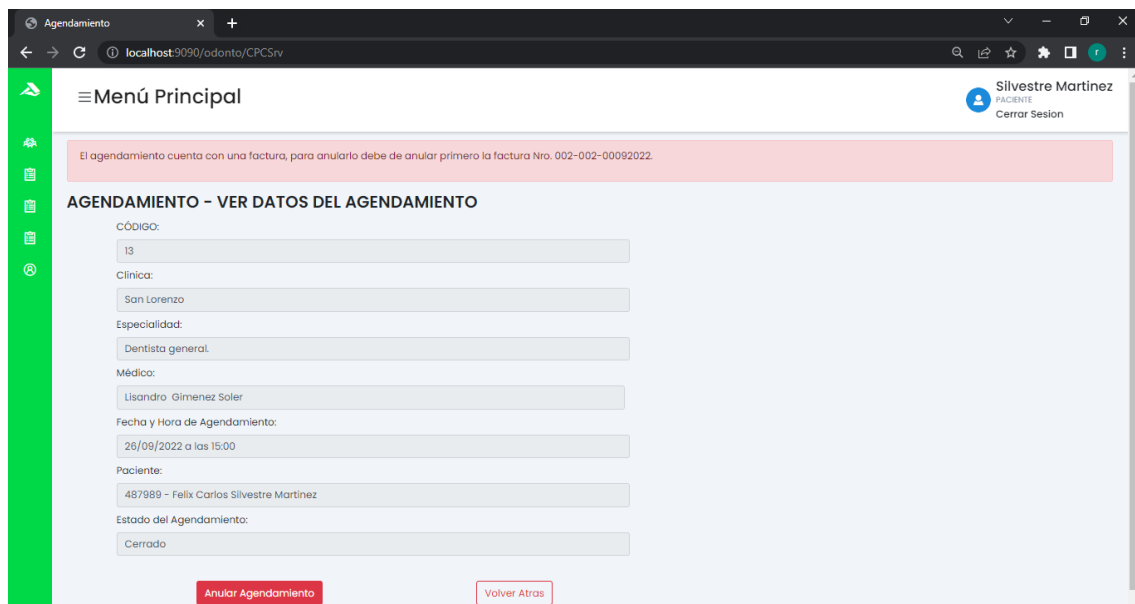 Agendamento
localhost:9090/odonto/CPCSrv
r
Menú Principal
Silvestre Martinez
PACIENTE
Cerrar Sesion
El agendamiento cuenta con una factura, para anularlo debe de anular primero la factura Nro. 002-002-00092022.
AGENDAMIENTO - VER DATOS DEL AGENDAMIENTO
CÓDIGO:
13
Clínica:
San Lorenzo
Especialidad:
Dentista general.
Médico:
Lisandro Gimenez Soler
Fecha y Hora de Agendamiento:
26/09/2022 a las 15:00
Paciente:
487989 - Felix Carlos Silvestre Martinez
Estado del Agendamiento:
Cerrado
Anular Agendamiento
Volver Atras